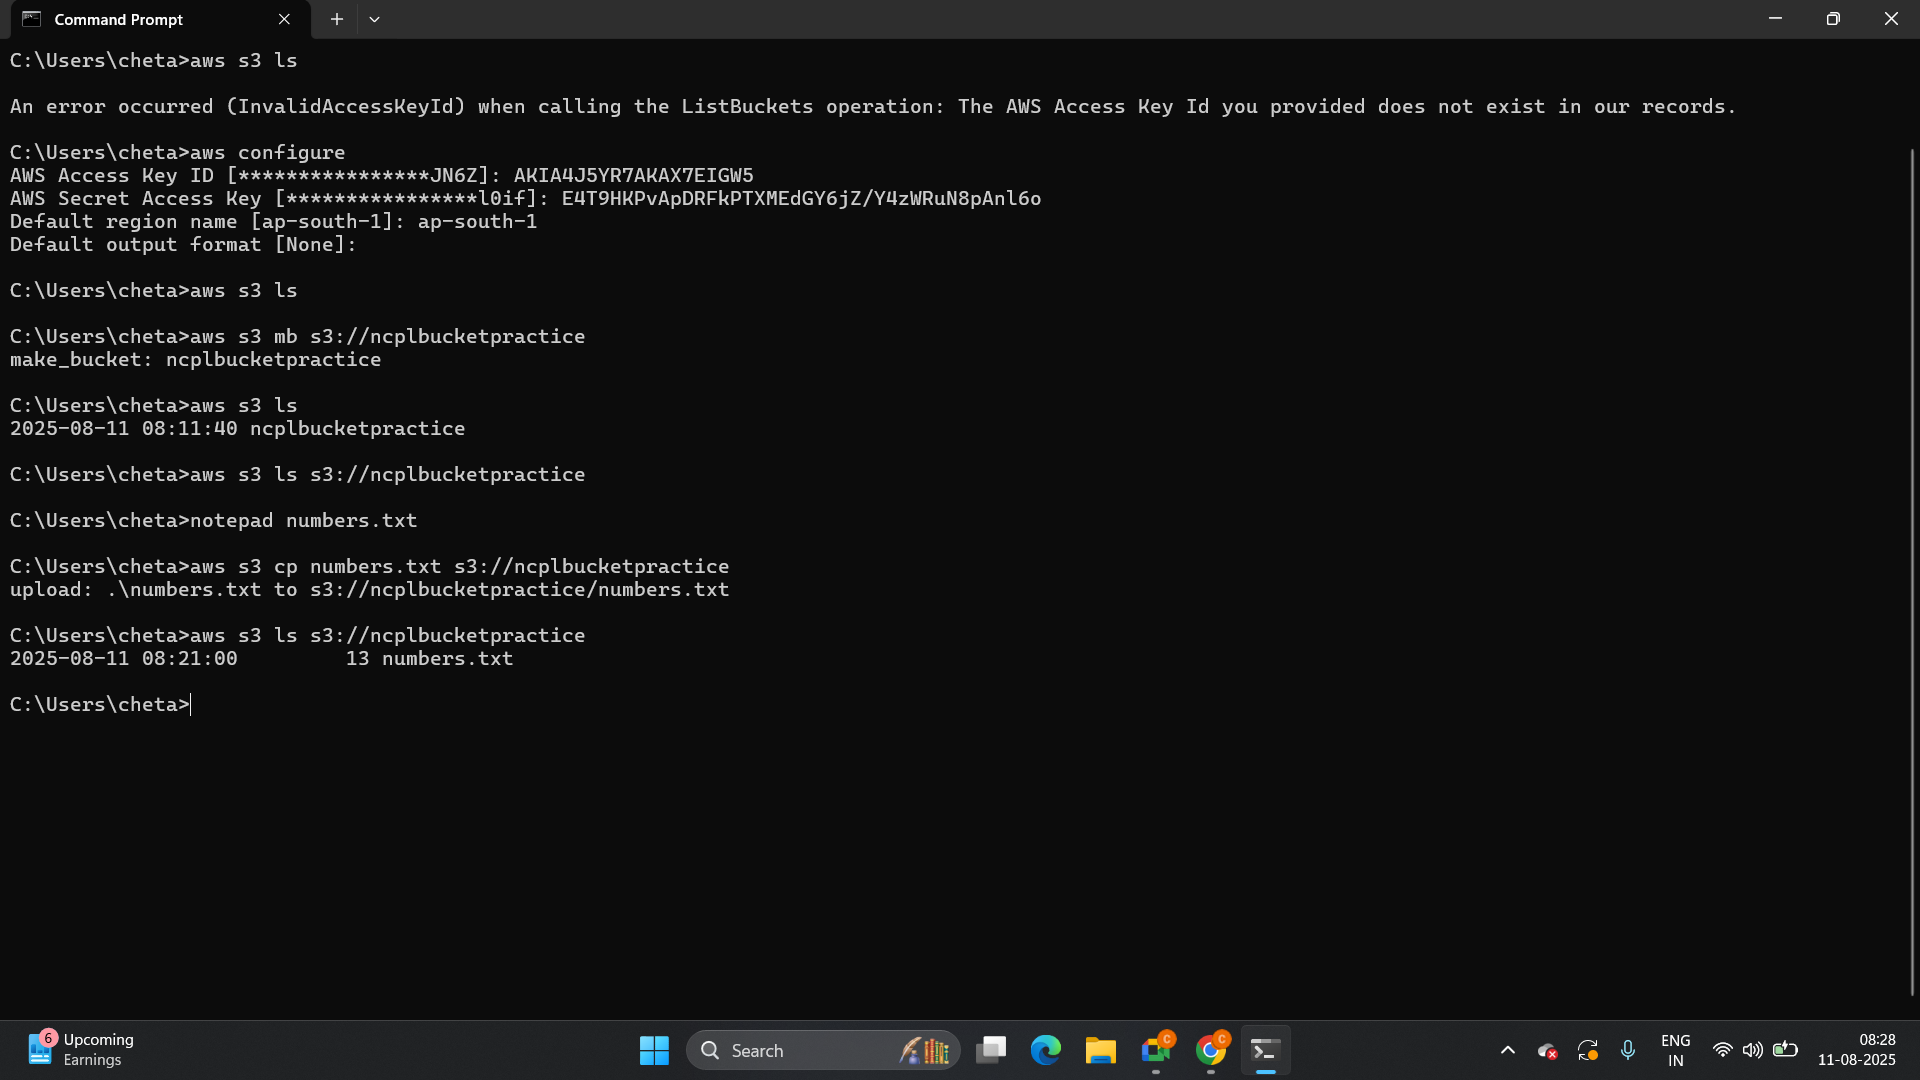 Command Prompt
C:\Users\cheta>aws s3 ls
An error occurred (InvalidAccessKeyId) when calling the ListBuckets operation: The AWS Access Key Id you provided does not exist in our records.
C:\Users\cheta>aws configure
AWS Access Key ID [****************JN6Z]: AKIA4J5YR7AKAX7EIGW5
AWS Secret Access Key [****************l0if]: 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
Default region name [ap-south-1]: ap-south-1
Default output format [None]:
C:\Users\cheta>aws s3 ls
C:\Users\cheta>aws s3 mb s3://ncplbucketpractice
make_bucket: ncplbucketpractice
C:\Users\cheta>aws s3 ls
2025-08-11 08:11:40 ncplbucketpractice
C:\Users\cheta>aws s3 ls s3://ncplbucketpractice
C:\Users\cheta>notepad numbers.txt
C:\Users\cheta>aws s3 cp numbers.txt s3://ncplbucketpractice
upload: .\numbers.txt to s3://ncplbucketpractice/numbers.txt
C:\Users\cheta>aws s3 ls s3://ncplbucketpractice
2025-08-11 08:21:00         13 numbers.txt
C:\Users\cheta>
6 Upcoming
Earnings
Search
C
C
ENG
IN
08:28
11-08-2025